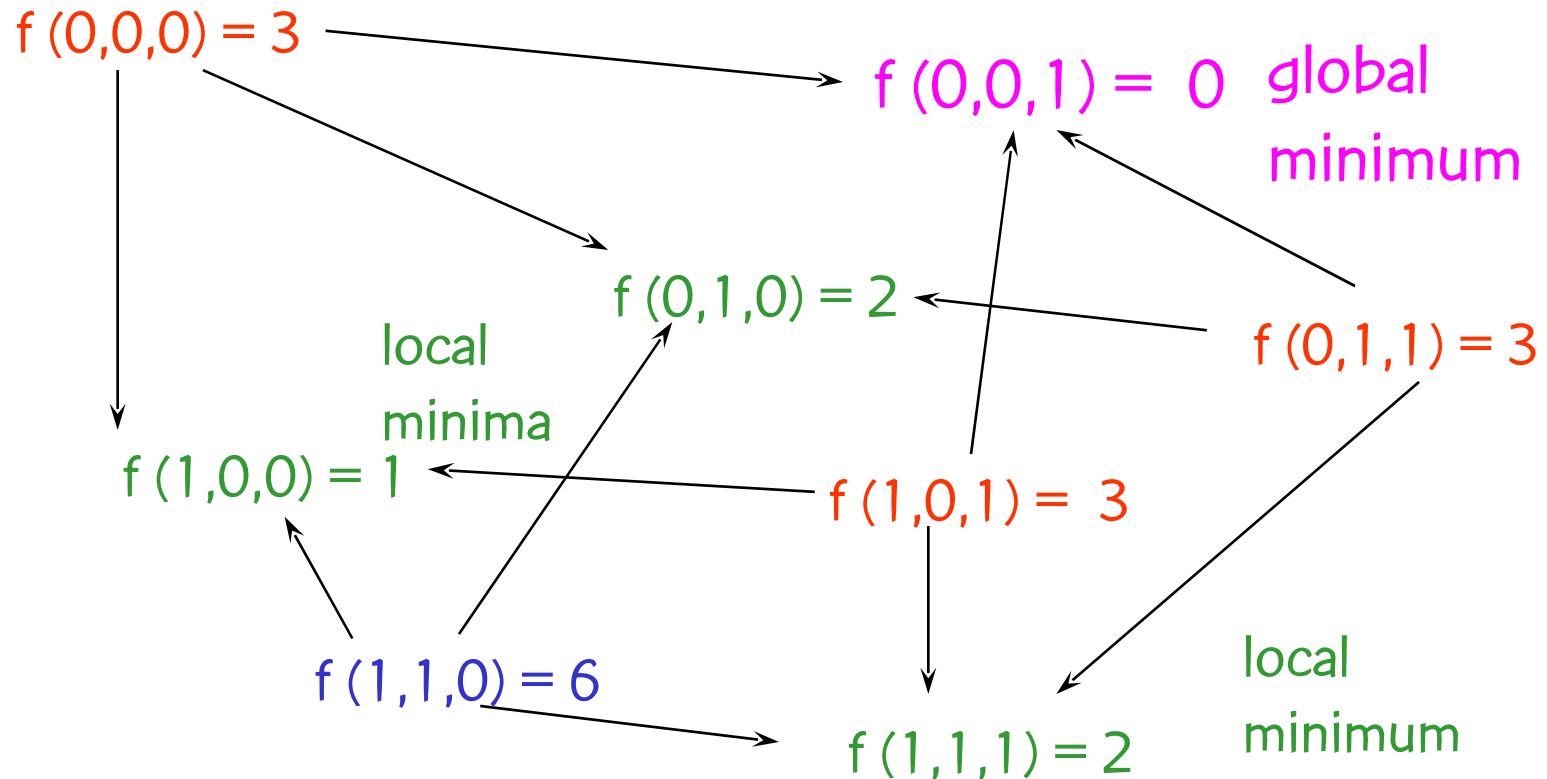 f (0,0,0) = 3
f (0,0,1) = 0
global
minimum
f (0,1,0) = 2
f (0,1,1) = 3
local
minima
f (1,0,0) = 1
f (1,0,1) = 3
f (1,1,0) = 6
f (1,1,1) = 2
local
minimum